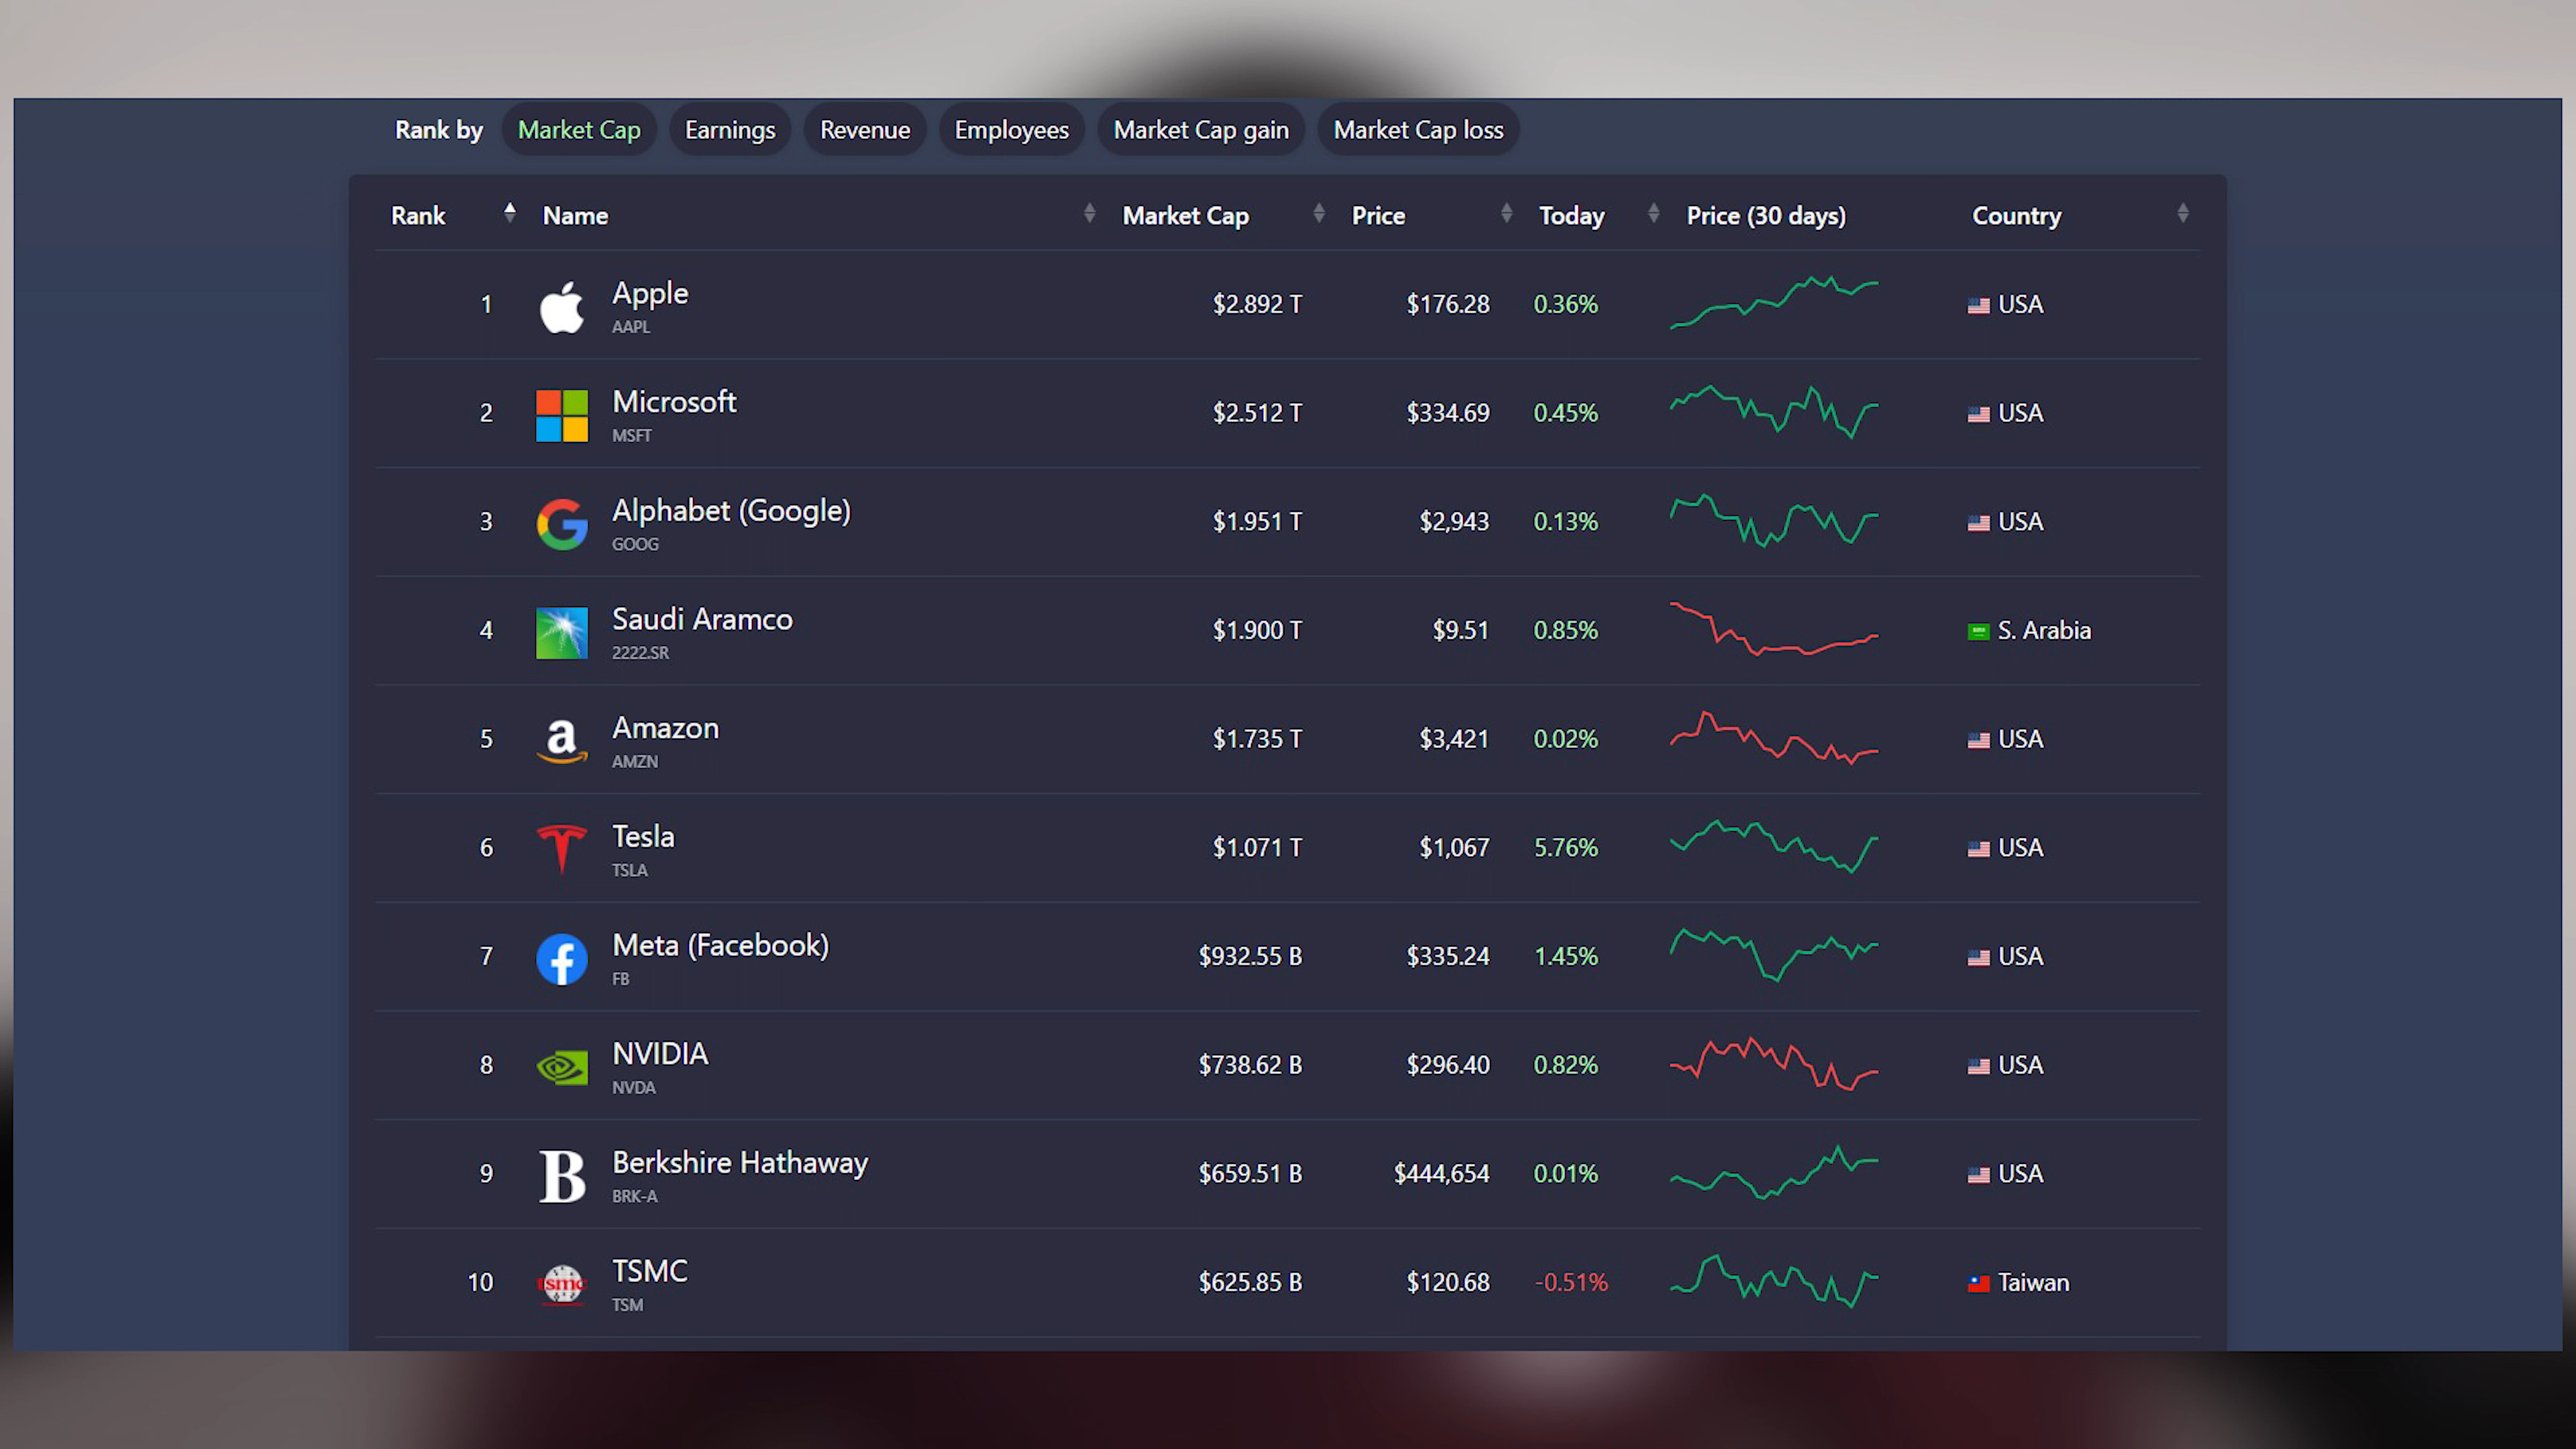 Rank by Market Cap Earnings Revenue Employees Market Cap gain Market Cap loss
Rank Name Market Cap Price Today Price (30 days) Country
1 Apple $2.892 T $176.28 0.36% USA
AAPL
2 Microsoft $2.512 T $334.69 0.45% USA
MSFT
3 Alphabet (Google) $1.951 T $2,943 0.13% USA
GOOG
4 Saudi Aramco $1.900 T $9.51 0.85% S. Arabia
2222.SR
5 Amazon $1.735 T $3,421 0.02% USA
AMZN
6 Tesla $1.071 T $1,067 5.76% USA
TSLA
7 Meta (Facebook) $932.55 B $335.24 1.45% USA
FB
8 NVIDIA $738.62 B $296.40 0.82% USA
NVDA
9 Berkshire Hathaway $659.51 B $444,654 0.01% USA
BRK-A
10 tsmc TSMC $625.85 B $120.68 -0.51% Taiwan
TSM